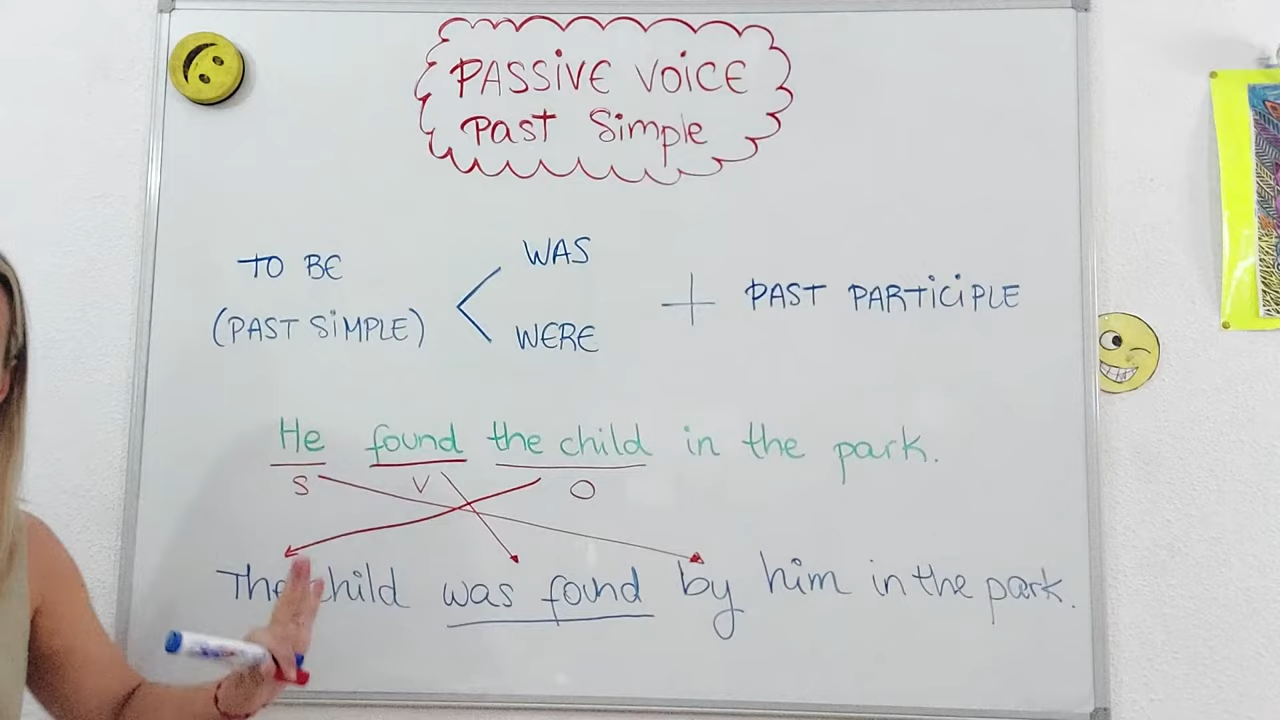 PASSIVE VOICE
Past Simple
TO BE
(PAST SIMPLE)
WAS
WERE
+ PAST PARTICIPLE
He found the child in the park.
S V O
The child was found by him in the park.